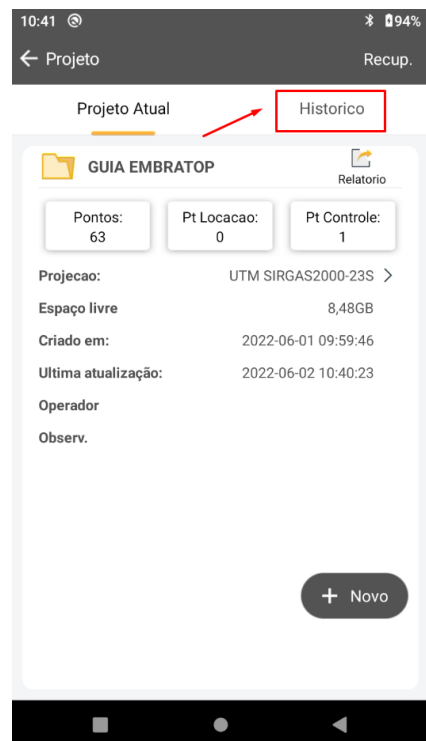 10:41 94%
Projeto Recup.
Projeto Atual Historico
GUIA EMBRATOP
Relatorio
Pontos: Pt Locacao: Pt Controle:
63 0 1
Projecao: UTM SIRGAS2000-23S
Espaço livre 8,48GB
Criado em: 2022-06-01 09:59:46
Ultima atualização: 2022-06-02 10:40:23
Operador
Observ.
+ Novo